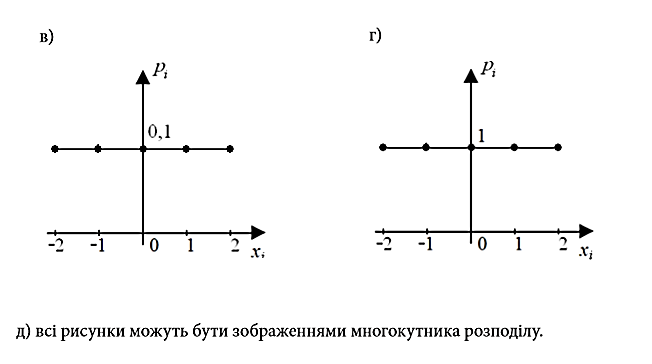 в) г)
pᵢ pᵢ
0,1 1
-2 -1 0 1 2 xᵢ -2 -1 0 1 2 xᵢ
д) всі рисунки можуть бути зображеннями многокутника розподілу.